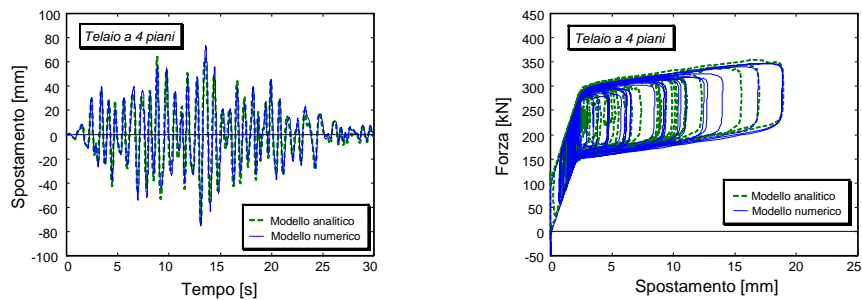 Telaio a 4 piani
Spostamento [mm]
100
80
60
40
20
0
-20
-40
-60
-80
-100
0 5 10 15 20 25 30
Tempo [s]
Modello analitico
Modello numerico
Telaio a 4 piani
Forza [kN]
450
400
350
300
250
200
150
100
50
0
-50
0 5 10 15 20 25
Spostamento [mm]
Modello analitico
Modello numerico